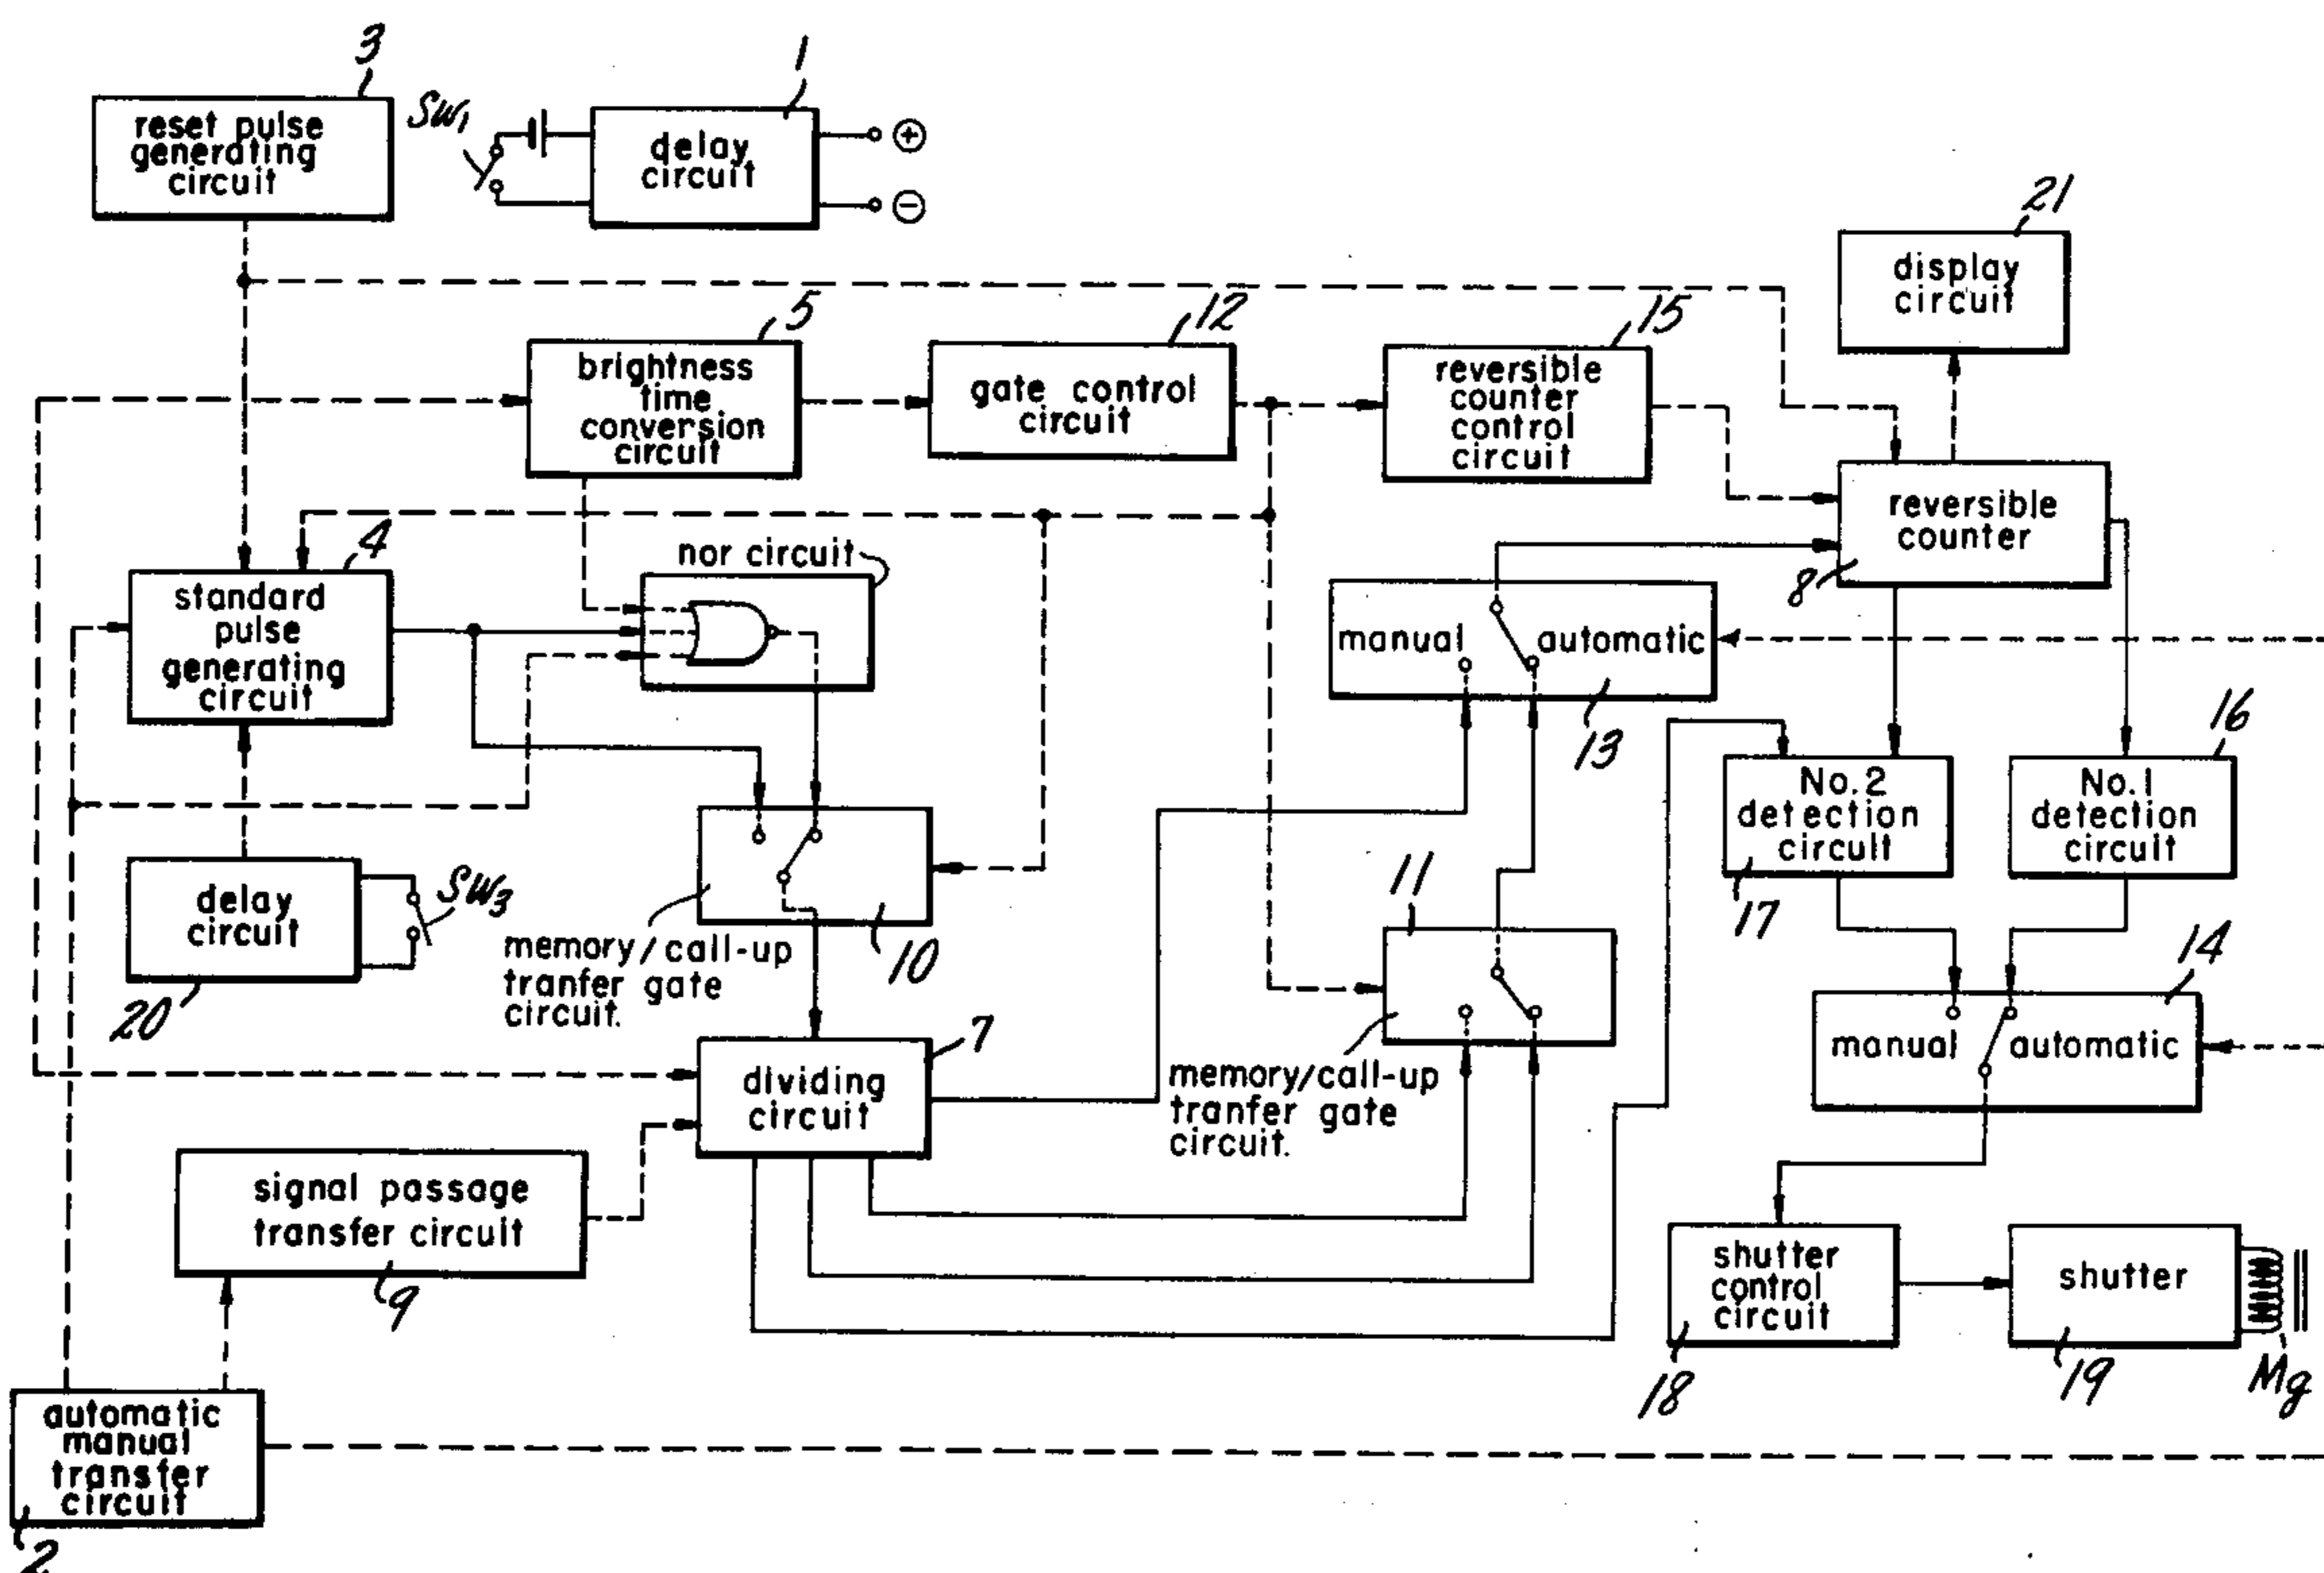 3
reset pulse
generating
circuit
SW1
1
delay
circuit
+
−
21
display
circuit
5
brightness
time
conversion
circuit
12
gate control
circuit
15
reversible
counter
control
circuit
reversible
counter
8
4
standard
pulse
generating
circuit
nor circuit
manual
automatic
13
16
No.2
detection
circuit
17
No.1
detection
circuit
delay
circuit
SW3
20
memory/call-up
tranfer gate
circuit.
10
11
14
manual
automatic
7
dividing
circuit
memory/call-up
tranfer gate
circuit.
signal passage
transfer circuit
9
shutter
control
circuit
18
shutter
19
Mg
automatic
manual
transfer
circuit
2